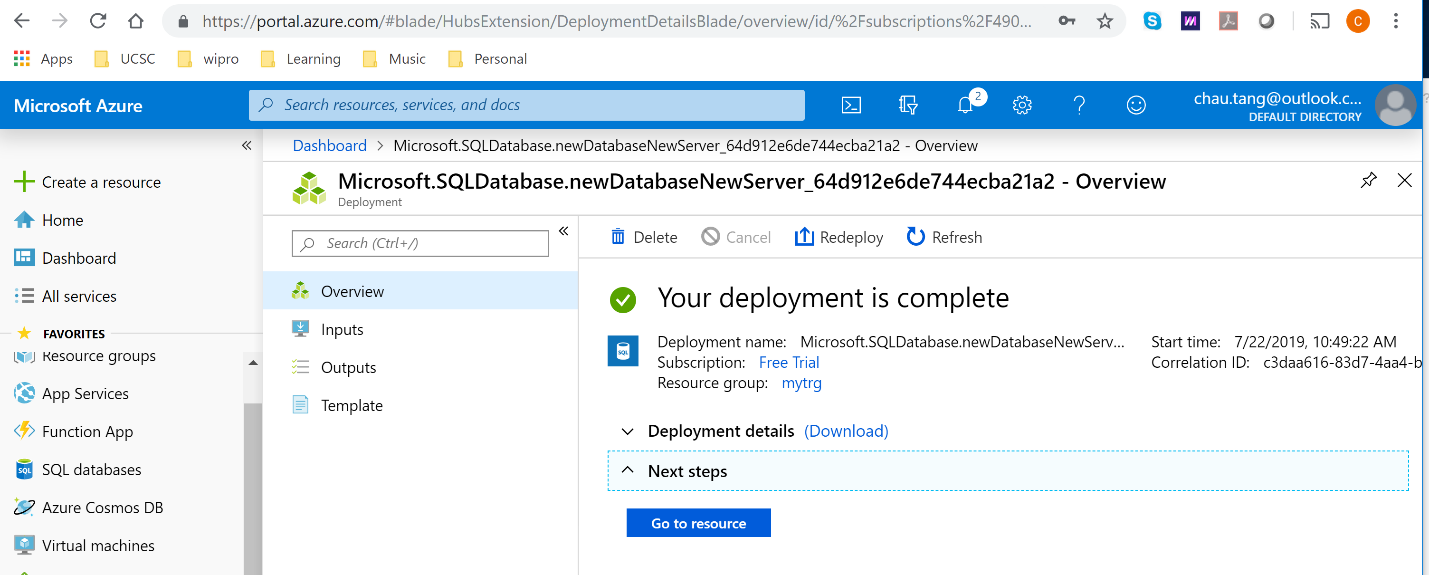 https://portal.azure.com/#blade/HubsExtension/DeploymentDetailsBlade/overview/id/%2Fsubscriptions%2F490...
C
Apps UCSC wipro Learning Music Personal
Microsoft Azure
Search resources, services, and docs
2
chau.tang@outlook.c...
DEFAULT DIRECTORY
Dashboard > Microsoft.SQLDatabase.newDatabaseNewServer_64d912e6de744ecba21a2 - Overview
Microsoft.SQLDatabase.newDatabaseNewServer_64d912e6de744ecba21a2 - Overview
Deployment
Create a resource
Home
Dashboard
All services
FAVORITES
Resource groups
App Services
Function App
SQL databases
Azure Cosmos DB
Virtual machines
Search (Ctrl+/)
Overview
Inputs
Outputs
Template
Delete Cancel Redeploy Refresh
Your deployment is complete
SQL
Deployment name: Microsoft.SQLDatabase.newDatabaseNewServ...
Subscription: Free Trial
Resource group: mytrg
Start time: 7/22/2019, 10:49:22 AM
Correlation ID: c3daa616-83d7-4aa4-b
Deployment details (Download)
Next steps
Go to resource